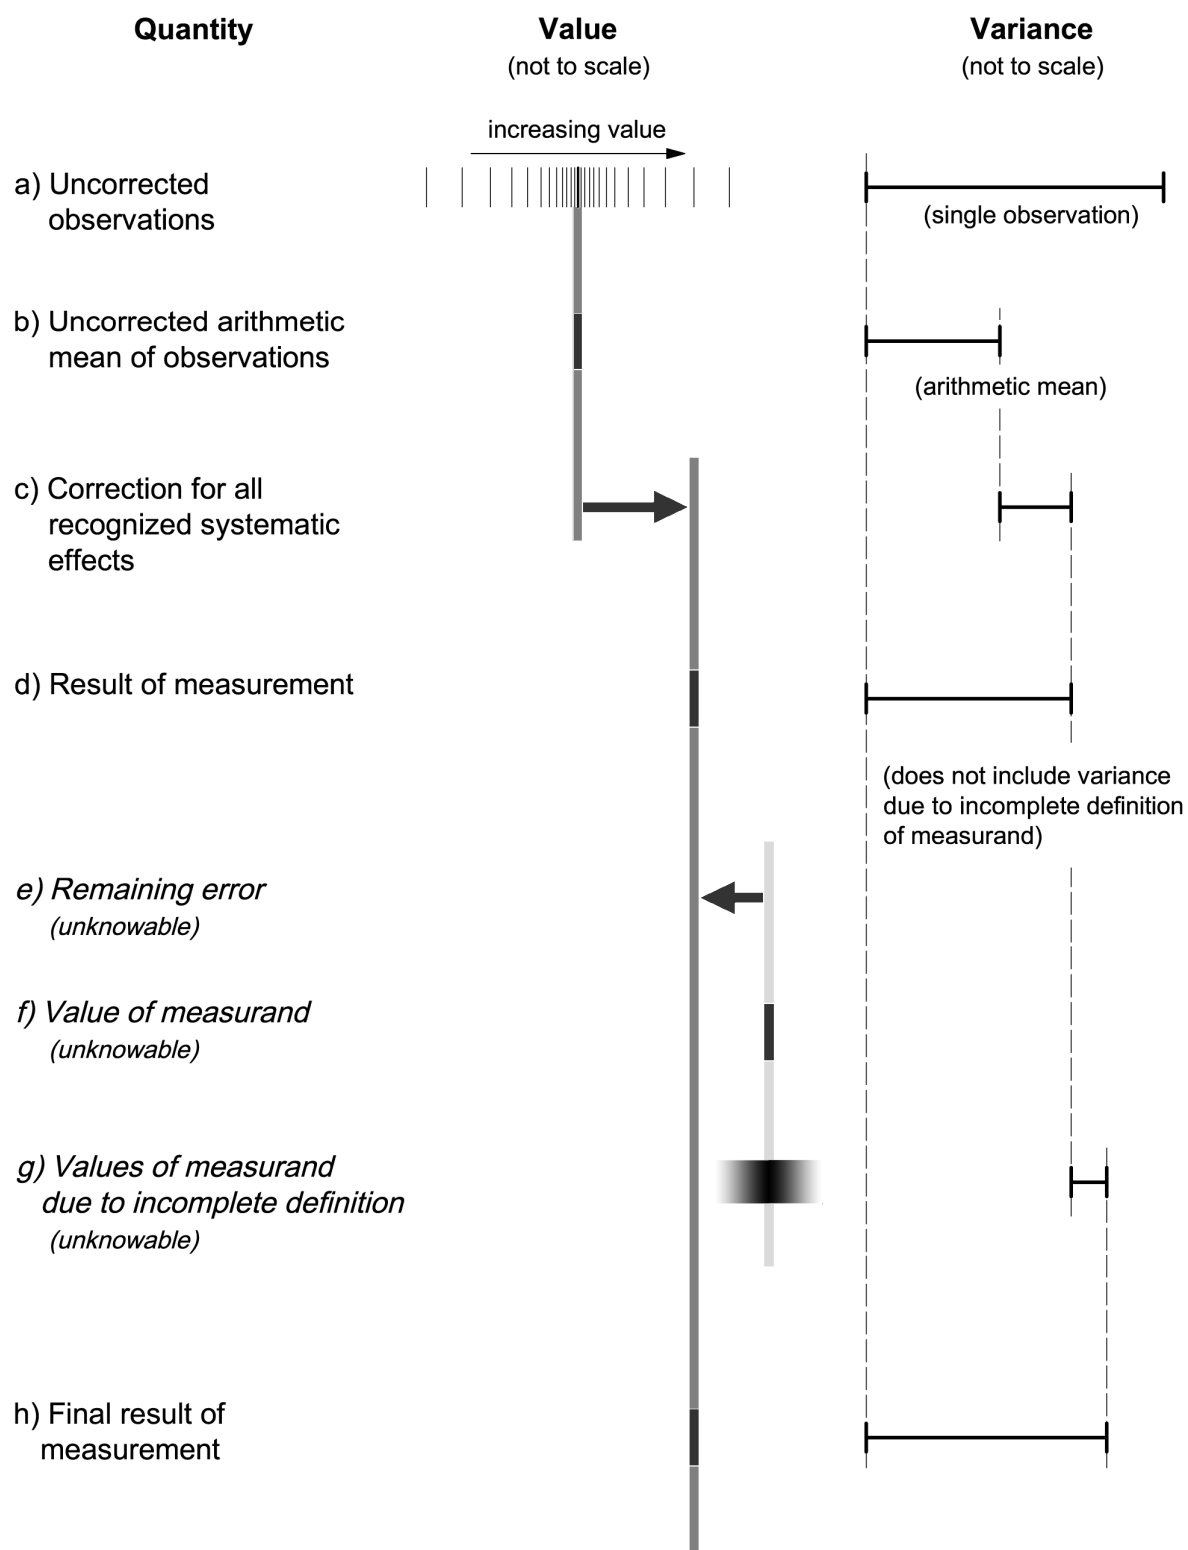 Quantity
Value
Variance
(not to scale)
(not to scale)
increasing value
a) Uncorrected
observations
(single observation)
b) Uncorrected arithmetic
mean of observations
(arithmetic mean)
c) Correction for all
recognized systematic
effects
d) Result of measurement
(does not include variance
due to incomplete definition
of measurand)
e) Remaining error
(unknowable)
f) Value of measurand
(unknowable)
g) Values of measurand
due to incomplete definition
(unknowable)
h) Final result of
measurement